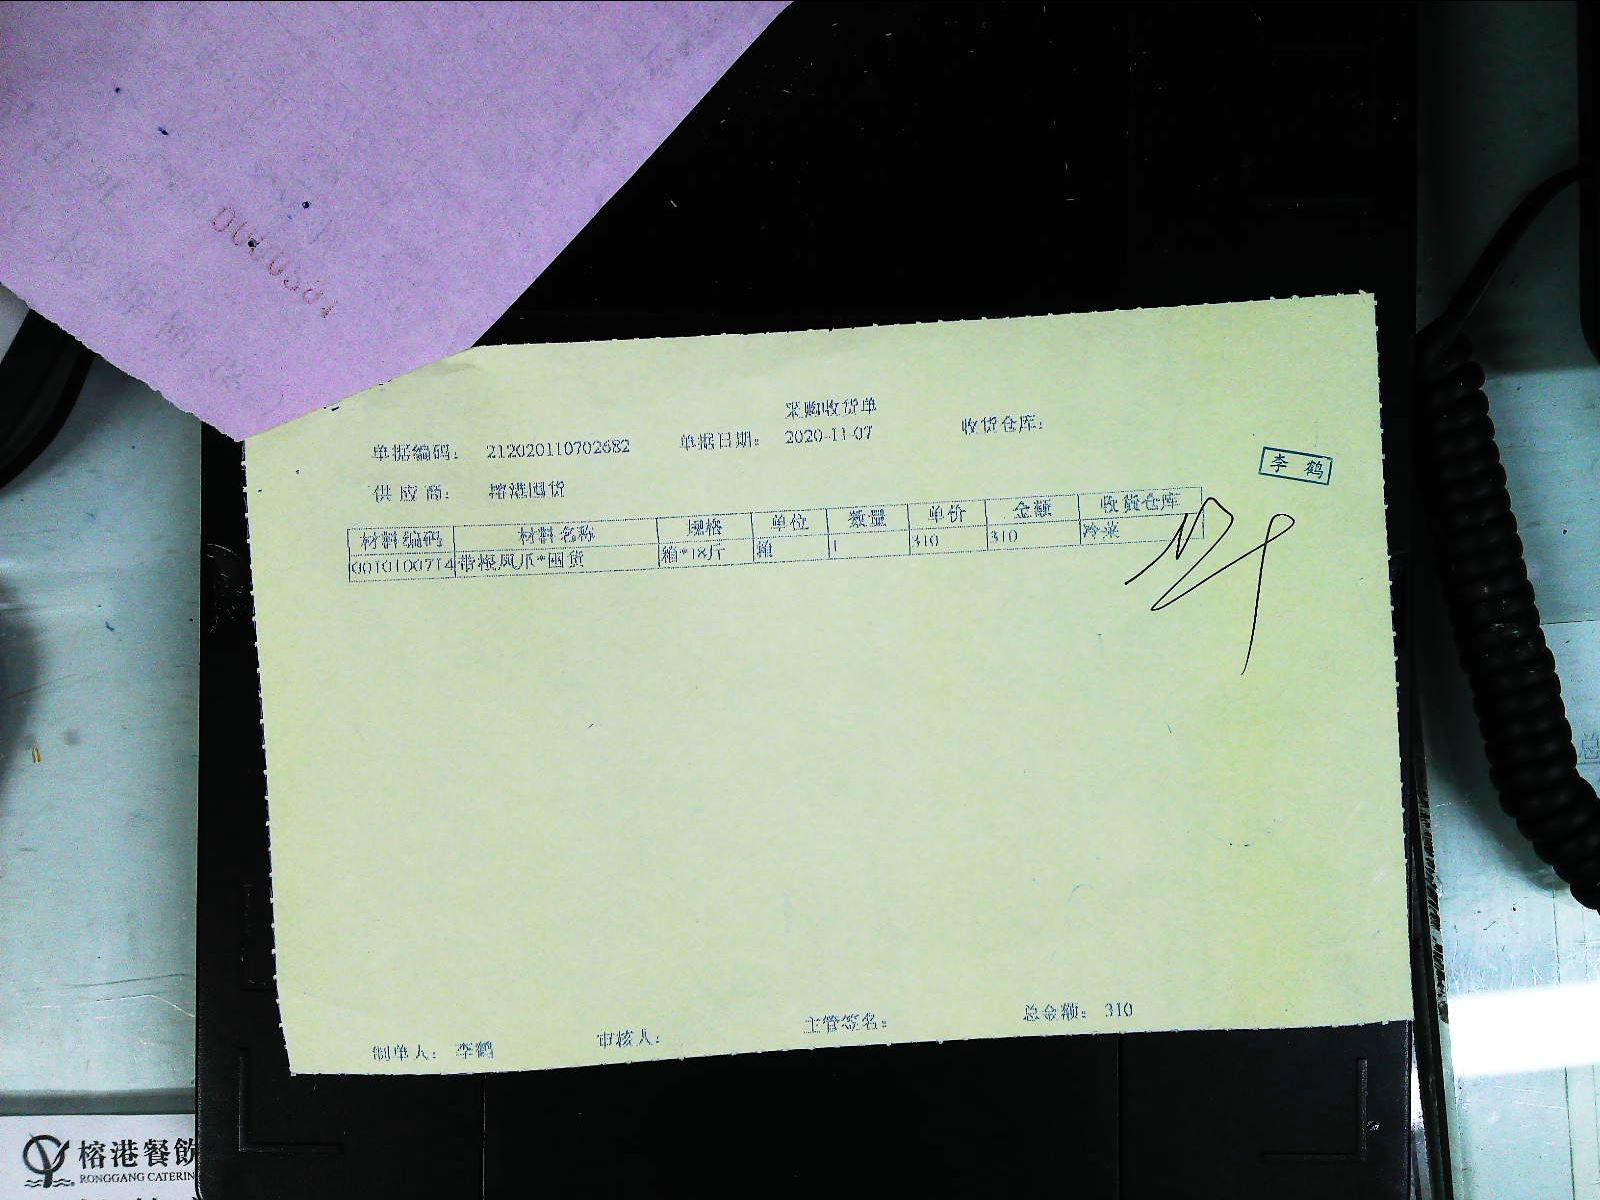 采购收货单
单据编码： 212020110702682 单据日期： 2020-11-07 收货仓库：
李 鹤
供 应 商： 榕港囤货
材料编码 材料名称 规格 单位 数量 单价 金额 收货仓库
0010100714 带根凤爪*囤货 箱*18斤 箱 1 310 310 冷菜
制单人： 李鹤 审核人： 主管签名： 总金额： 310
榕港餐飲
RONGGANG CATERIN